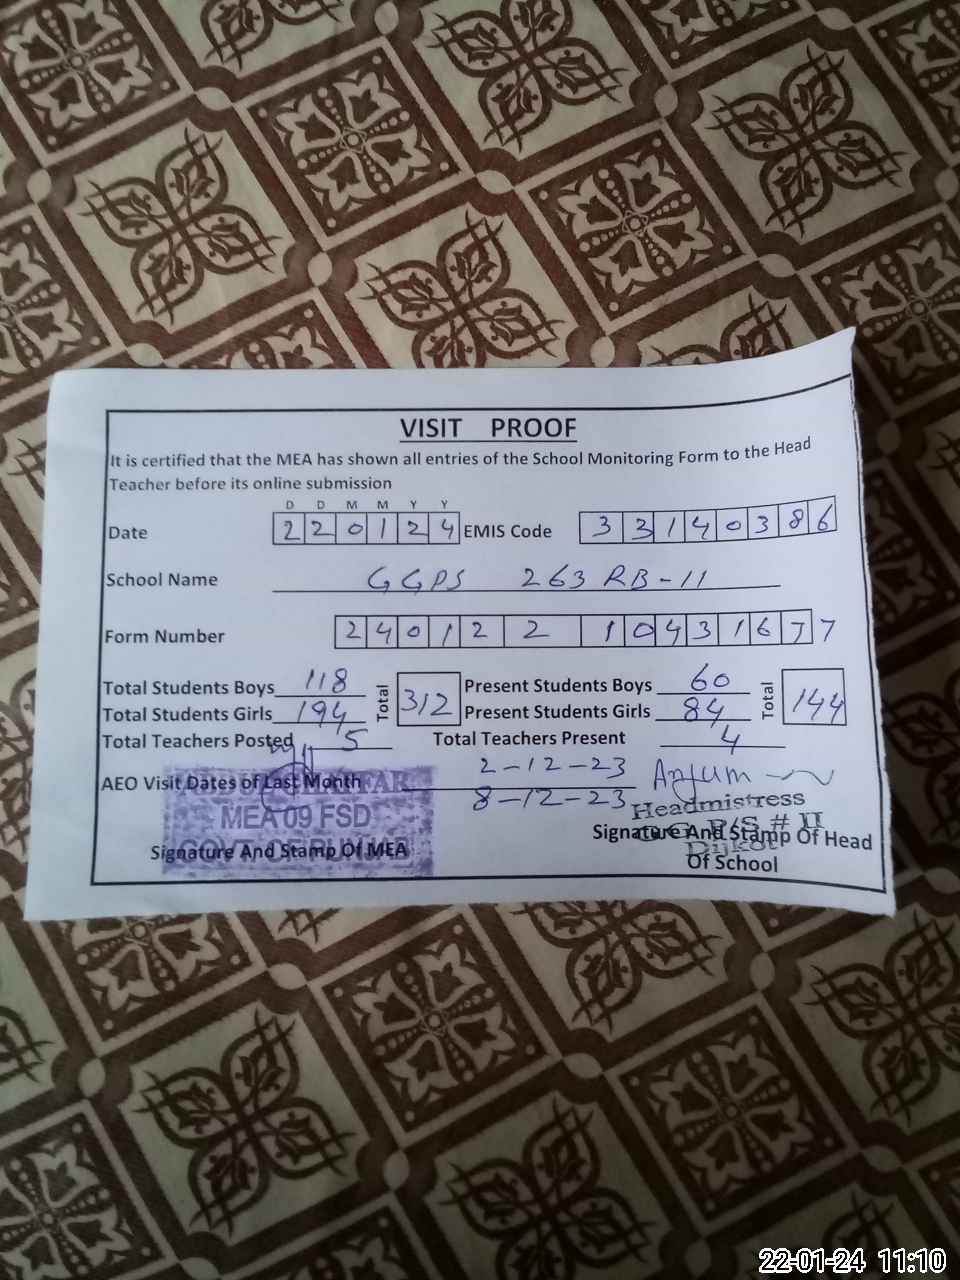 VISIT PROOF
It is certified that the MEA has shown all entries of the School Monitoring Form to the Head
Teacher before its online submission
D D M M Y Y
Date 2 2 0 1 2 4 EMIS Code 3 3 1 4 0 3 8 6
School Name GGPS 263 RB-11
Form Number 2 4 0 1 2 2 1 0 4 3 1 6 7 7
Total Students Boys 118 Total 312 Present Students Boys 60 Total 144
Total Students Girls 194 Present Students Girls 84
Total Teachers Posted 5 Total Teachers Present 4
AEO Visit Dates of Last Month 2-12-23 Anjum
8-12-23 Headmistress
MEA 09 FSD
P/S # II
Dijkot
Signature And Stamp Of MEA Signature And Stamp Of Head
Of School
22-01-24 11:10